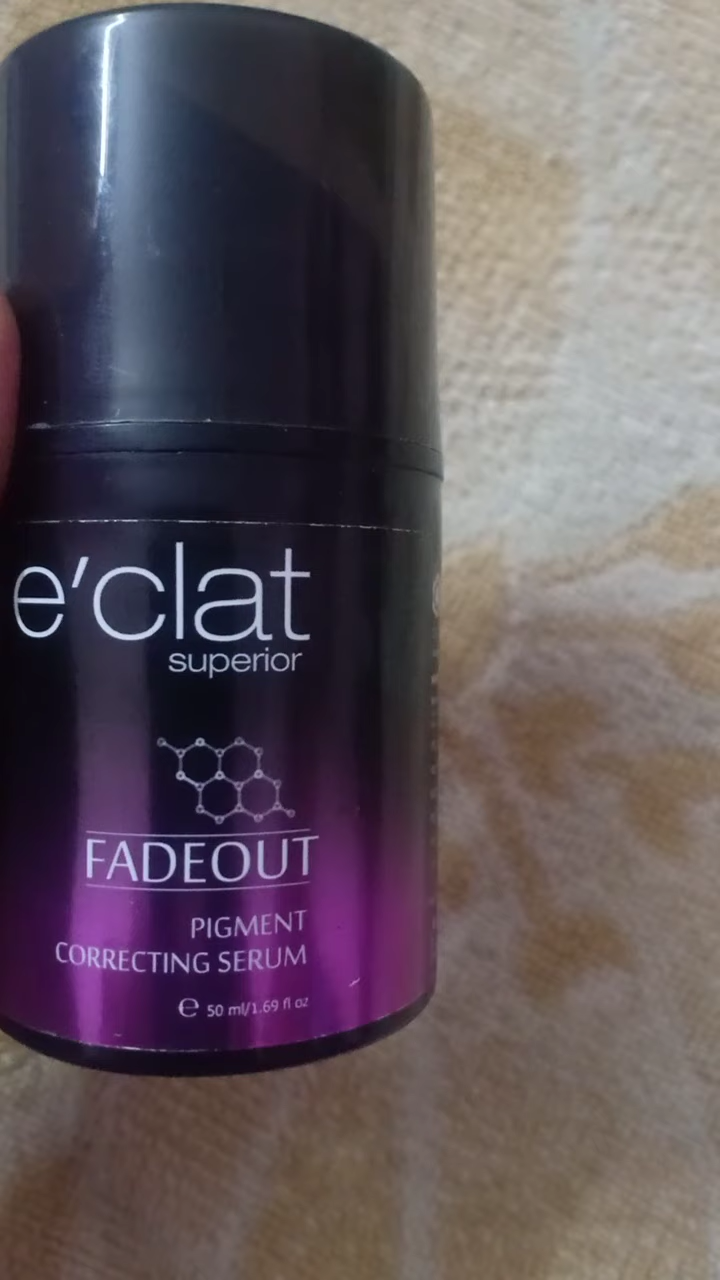 e'clat
superior
FADEOUT
PIGMENT
CORRECTING SERUM
℮ 50 ml/1.69 fl oz